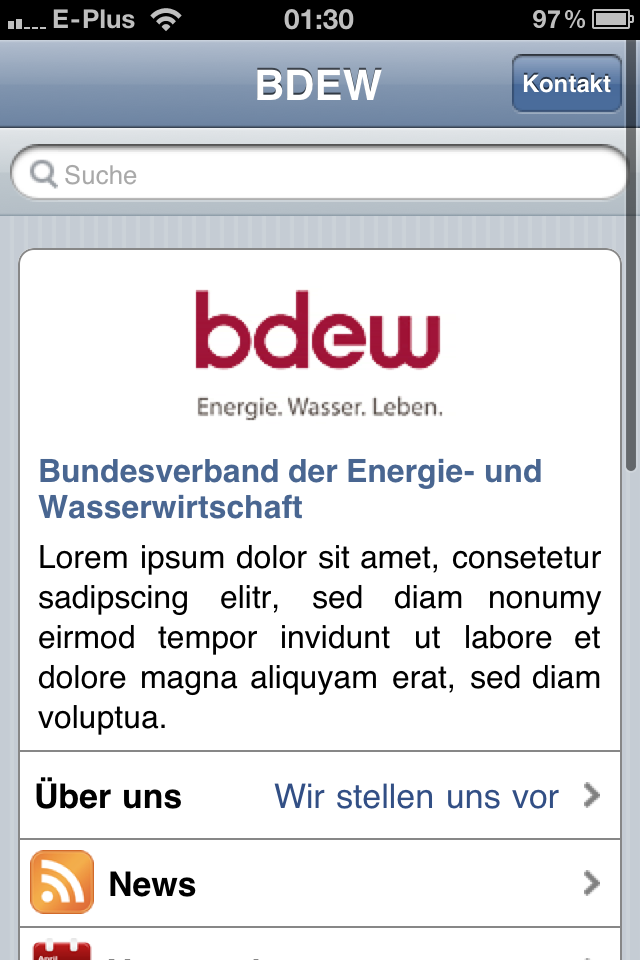 E-Plus 01:30 97 %
BDEW
Kontakt
Suche
bdew
Energie. Wasser. Leben.
Bundesverband der Energie- und
Wasserwirtschaft
Lorem ipsum dolor sit amet, consetetur
sadipscing elitr, sed diam nonumy
eirmod tempor invidunt ut labore et
dolore magna aliquyam erat, sed diam
voluptua.
Über uns Wir stellen uns vor
News
April